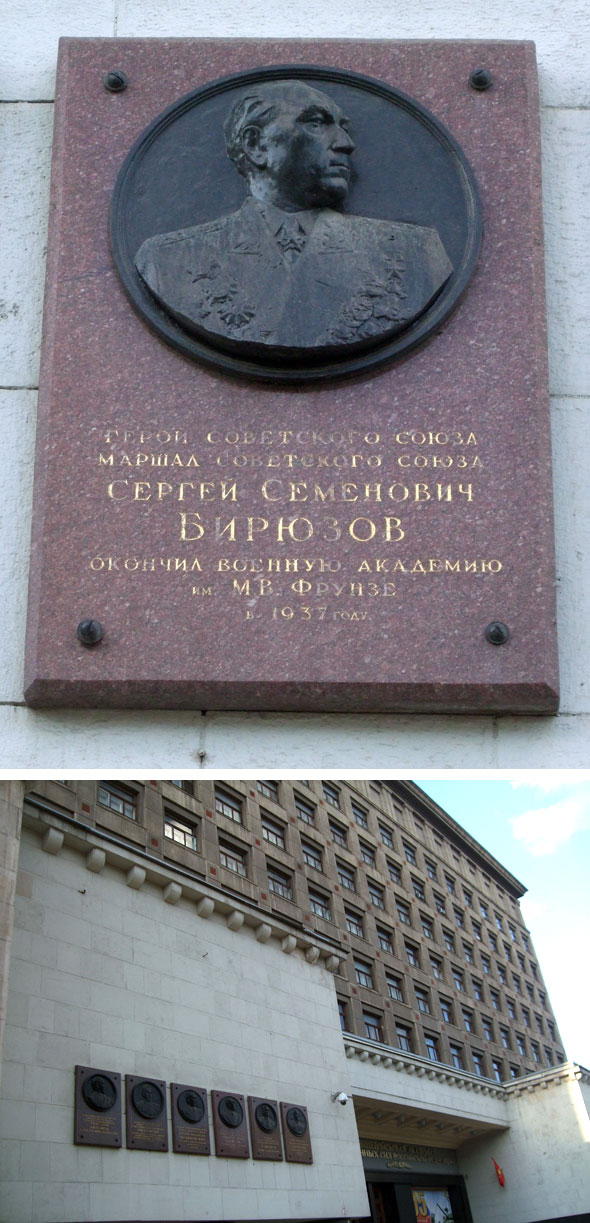 ГЕРОЙ СОВЕТСКОГО СОЮЗА
МАРШАЛ СОВЕТСКОГО СОЮЗА
СЕРГЕЙ СЕМЕНОВИЧ
БИРЮЗОВ
ОКОНЧИЛ ВОЕННУЮ АКАДЕМИЮ
ИМ. М.В. ФРУНЗЕ
В 1937 ГОДУ.